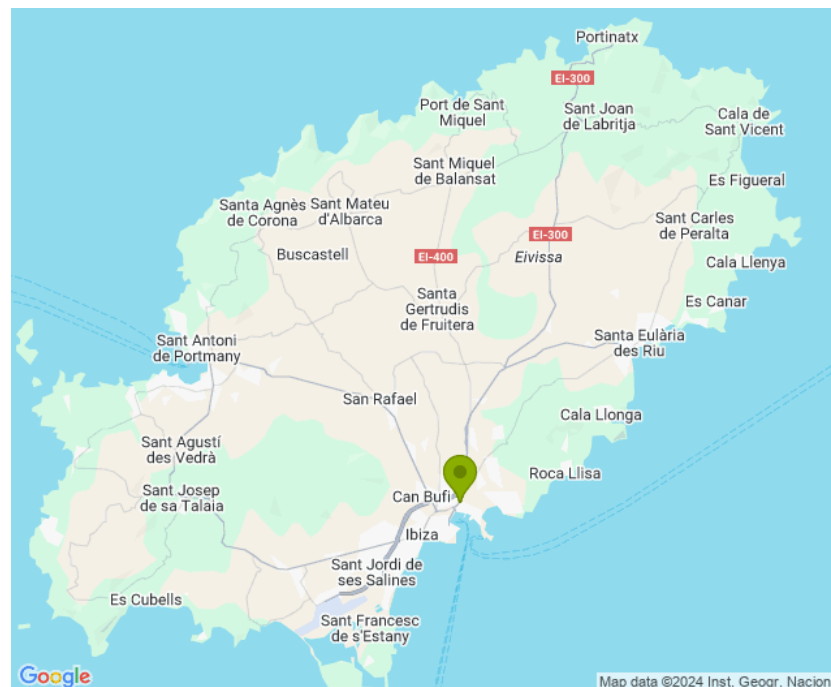 Portinatx
EI-300
Port de Sant
Miquel
Sant Joan
de Labritja
Cala de
Sant Vicent
Sant Miquel
de Balansat
Es Figueral
Santa Agnès
de Corona
Sant Mateu
d'Albarca
Sant Carles
de Peralta
EI-300
Buscastell
EI-400
Eivissa
Cala Llenya
Santa
Gertrudis
de Fruitera
Es Canar
Sant Antoni
de Portmany
Santa Eulària
des Riu
San Rafael
Cala Llonga
Sant Agustí
des Vedrà
Roca Llisa
Sant Josep
de sa Talaia
Can Bufí
Ibiza
Sant Jordi de
ses Salines
Es Cubells
Sant Francesc
de s'Estany
Google
Map data ©2024 Inst. Geogr. Nacion